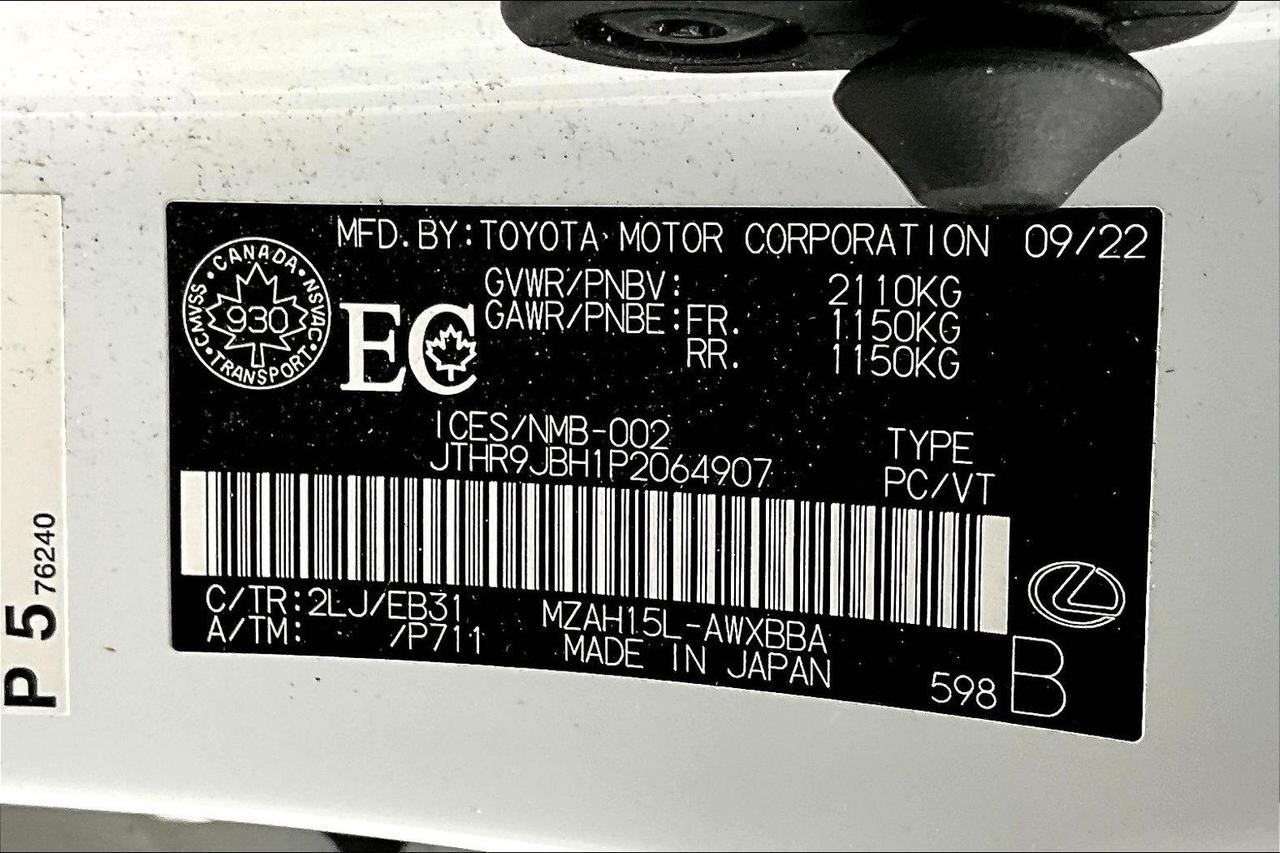 MFD. BY: TOYOTA MOTOR CORPORATION 09/22
GVWR/PNBV: 2110KG
GAWR/PNBE: FR. 1150KG
RR. 1150KG
CANADA
CMVSS · NSVAC
930
TRANSPORT
EC
ICES/NMB-002
JTHR9JBH1P2064907
TYPE
PC/VT
C/TR: 2LJ/EB31 MZAH15L-AWXBBA
A/TM: /P711 MADE IN JAPAN
598 B
P 5 76240